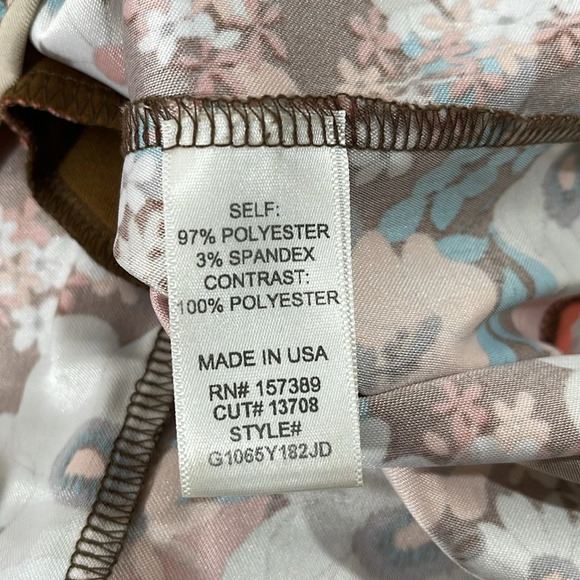 SELF:
97% POLYESTER
3% SPANDEX
CONTRAST:
100% POLYESTER
MADE IN USA
RN# 157389
CUT# 13708
STYLE#
G1065Y182JD